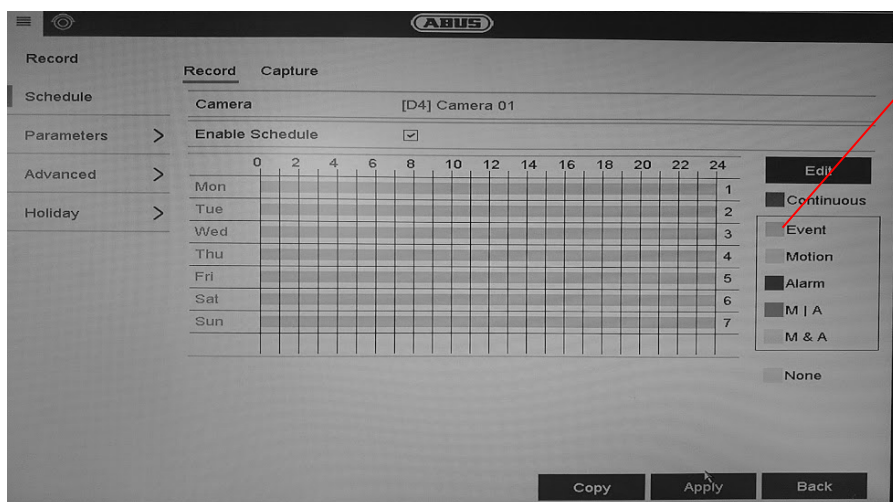 ABUS
Record
Schedule
Parameters >
Advanced >
Holiday >
Record Capture
Camera [D4] Camera 01
Enable Schedule
0 2 4 6 8 10 12 14 16 18 20 22 24
Mon 1
Tue 2
Wed 3
Thu 4
Fri 5
Sat 6
Sun 7
Edit
Continuous
Event
Motion
Alarm
M | A
M & A
None
Copy Apply Back